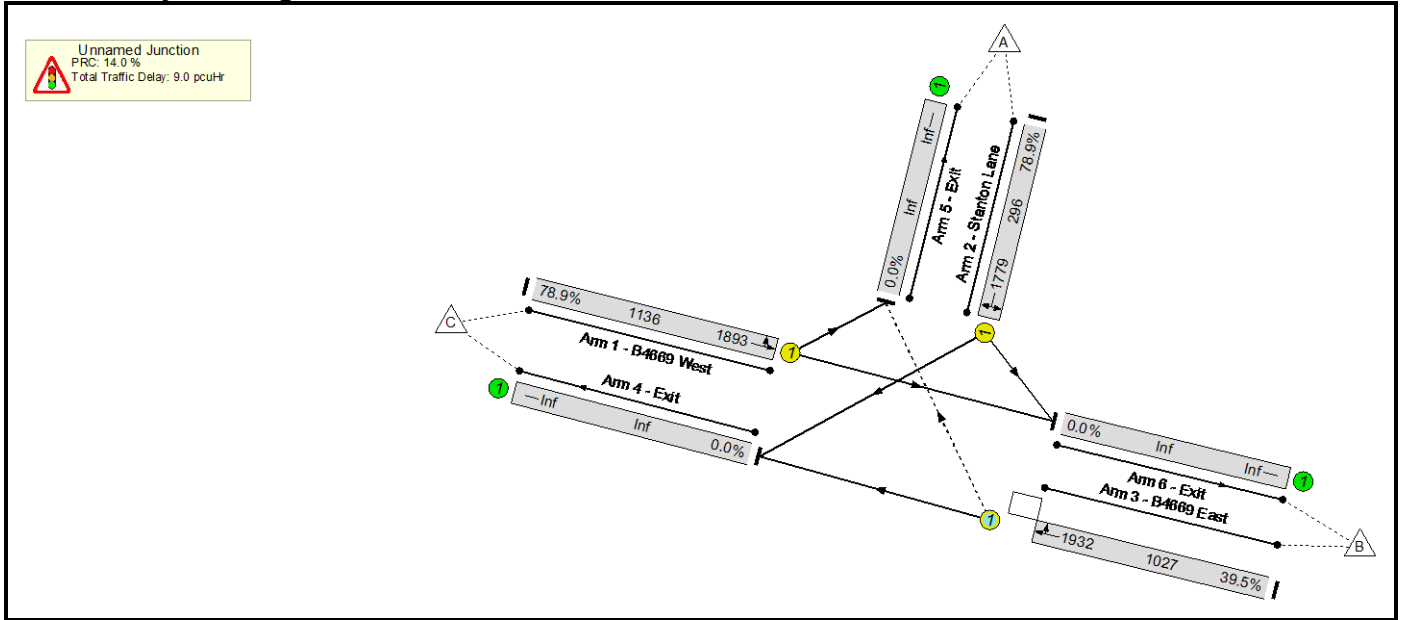 Unnamed Junction
PRC: 14.0 %
Total Traffic Delay: 9.0 pcuHr
A
1
Inf
Inf
0.0%
Arm 5 - Exit
Arm 2 - Stanton Lane
78.9%
296
1779
1
C
78.9%
1136
1893
1
Arm 1 - B4669 West
Arm 4 - Exit
1
Inf
Inf
0.0%
0.0%
Inf
Inf
1
Arm 6 - Exit
Arm 3 - B4669 East
1
1932
1027
39.5%
B